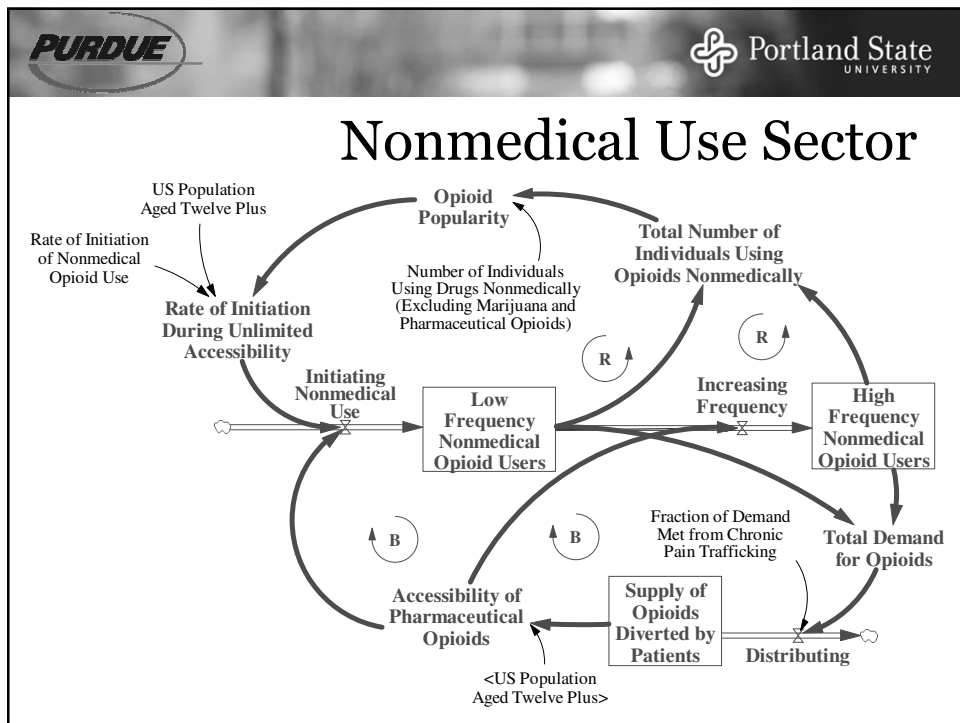 PURDUE
Portland State
UNIVERSITY
Nonmedical Use Sector
US Population
Aged Twelve Plus
Rate of Initiation
of Nonmedical
Opioid Use
Opioid
Popularity
Total Number of
Individuals Using
Opioids Nonmedically
Number of Individuals
Using Drugs Nonmedically
(Excluding Marijuana and
Pharmaceutical Opioids)
Rate of Initiation
During Unlimited
Accessibility
R
R
Initiating
Nonmedical
Use
Low
Frequency
Nonmedical
Opioid Users
Increasing
Frequency
High
Frequency
Nonmedical
Opioid Users
B
B
Fraction of Demand
Met from Chronic
Pain Trafficking
Total Demand
for Opioids
Accessibility of
Pharmaceutical
Opioids
Supply of
Opioids
Diverted by
Patients
Distributing
<US Population
Aged Twelve Plus>